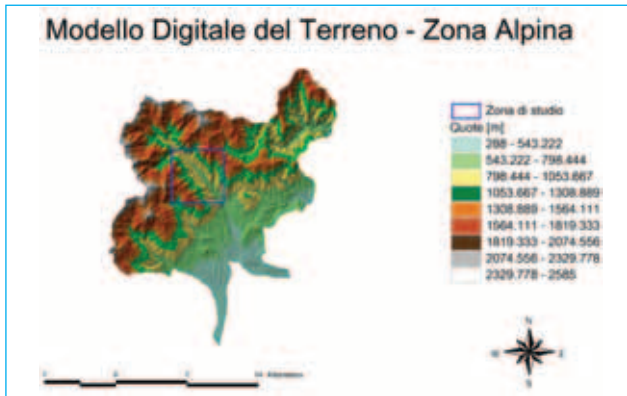 Modello Digitale del Terreno - Zona Alpina
Zona di studio
Quote [m]
288 - 543.222
543.222 - 798.444
798.444 - 1053.667
1053.667 - 1308.889
1308.889 - 1564.111
1564.111 - 1819.333
1819.333 - 2074.556
2074.556 - 2329.778
2329.778 - 2585
N
E
S